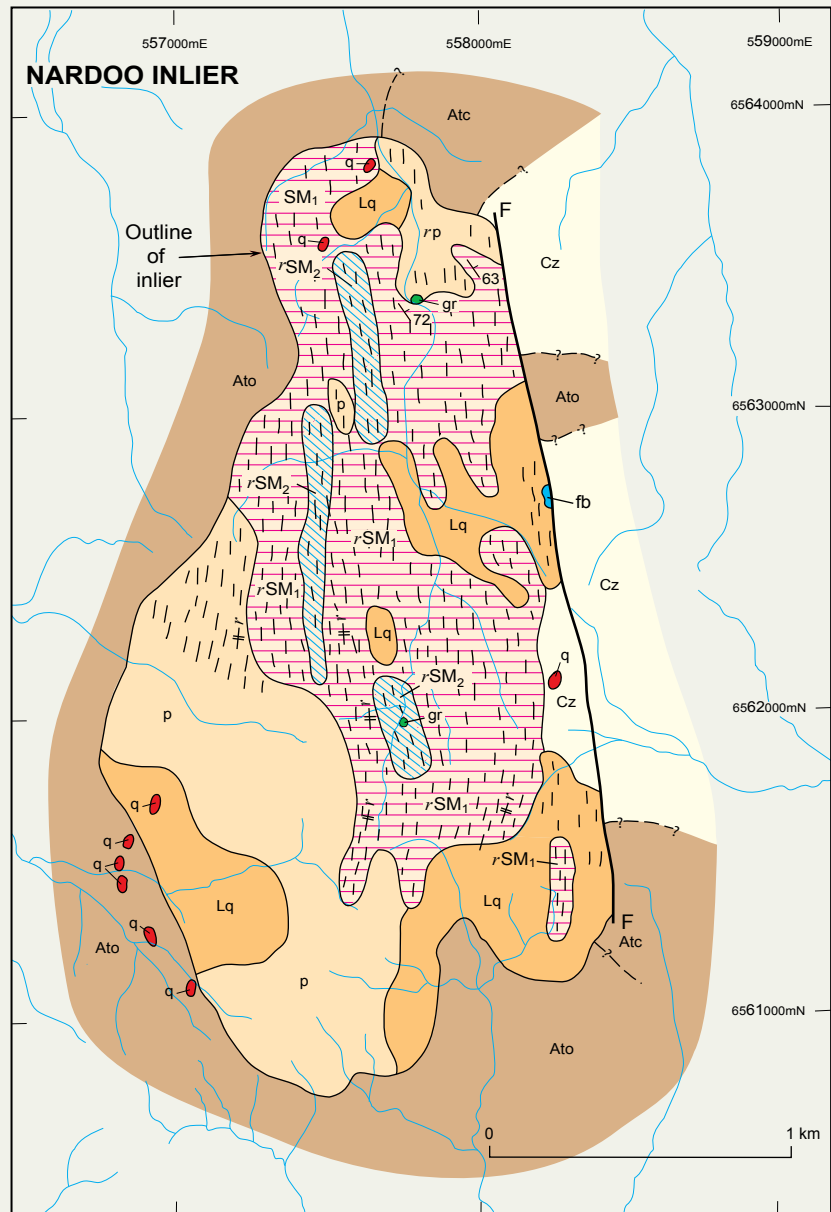 557000mE
558000mE
559000mE
NARDOO INLIER
6564000mN
?
Atc
q
SM1
Lq
?
F
Outline
of
inlier
rp
q
rSM2
Cz
63
gr
72
?
?
Ato
p
Ato
6563000mN
?
?
rSM2
fb
Lq
rSM1
rSM1
Cz
r
r
Lq
q
rSM2
r
Cz
6562000mN
p
gr
q
rSM1
r
r
?
?
q
q
rSM1
Lq
Lq
q
F
Ato
Atc
?
p
q
6561000mN
Ato
0
1 km